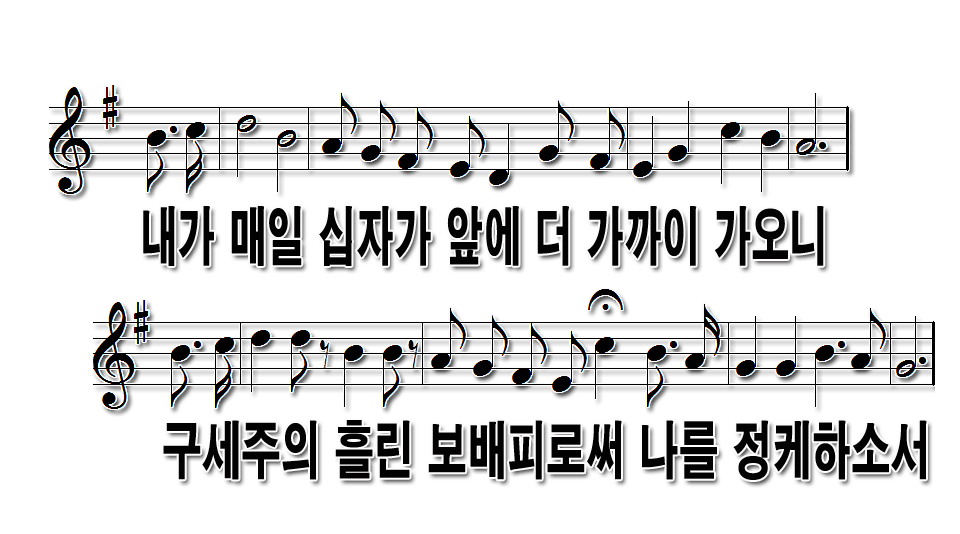 내가 매일 십자가 앞에 더 가까이 가오니
구세주의 흘린 보배피로써 나를 정케하소서